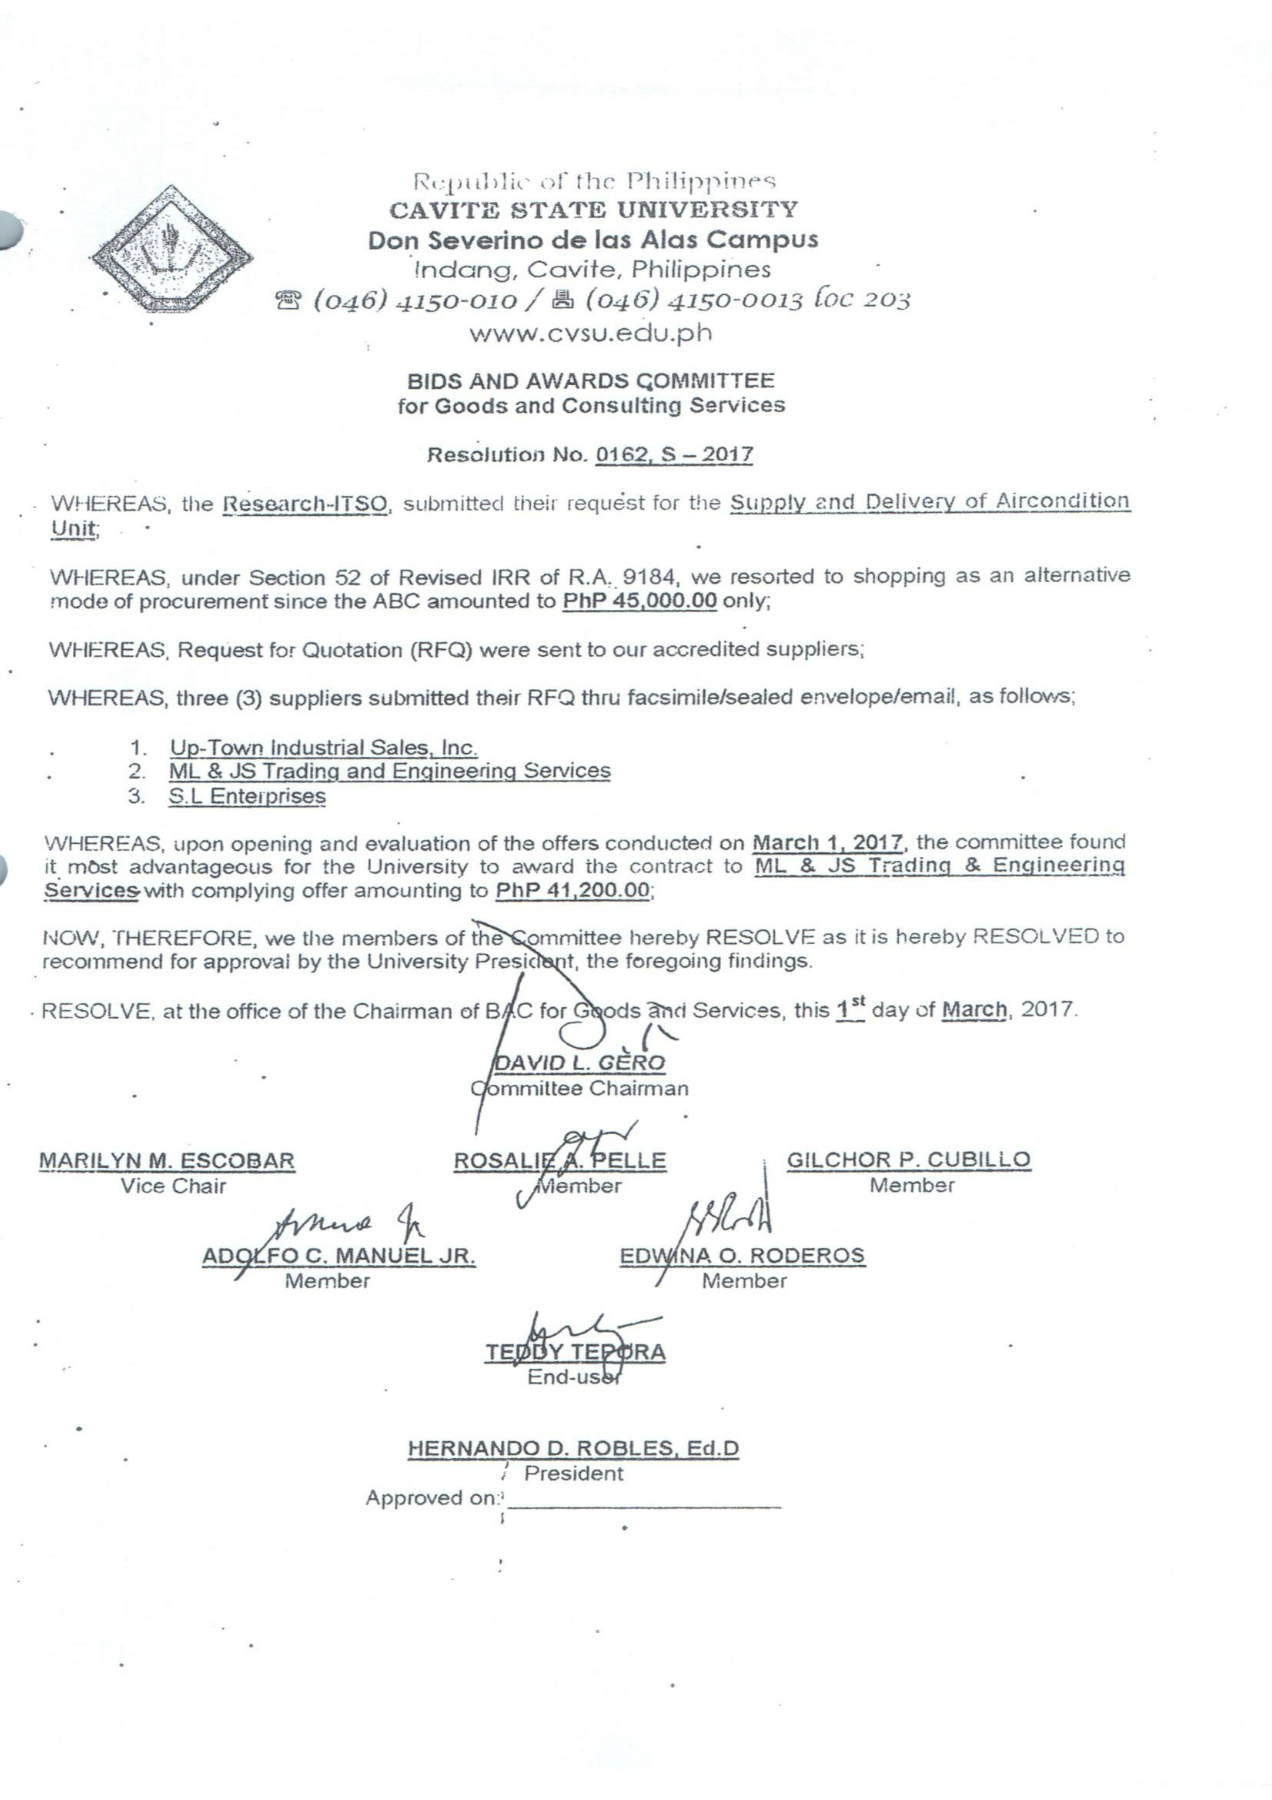 Republic of the Philippines
CAVITE STATE UNIVERSITY
Don Severino de las Alas Campus
Indang, Cavite, Philippines
☎ (046) 4150-010 / 🖷 (046) 4150-0013 loc 203
www.cvsu.edu.ph
BIDS AND AWARDS COMMITTEE
for Goods and Consulting Services
Resolution No. 0162, S – 2017
WHEREAS, the Research-ITSO, submitted their request for the Supply and Delivery of Aircondition
Unit;
WHEREAS, under Section 52 of Revised IRR of R.A. 9184, we resorted to shopping as an alternative
mode of procurement since the ABC amounted to PhP 45,000.00 only;
WHEREAS, Request for Quotation (RFQ) were sent to our accredited suppliers;
WHEREAS, three (3) suppliers submitted their RFQ thru facsimile/sealed envelope/email, as follows;
1. Up-Town Industrial Sales, Inc.
2. ML & JS Trading and Engineering Services
3. S.L Enterprises
WHEREAS, upon opening and evaluation of the offers conducted on March 1, 2017, the committee found
it most advantageous for the University to award the contract to ML & JS Trading & Engineering
Services with complying offer amounting to PhP 41,200.00;
NOW, THEREFORE, we the members of the Committee hereby RESOLVE as it is hereby RESOLVED to
recommend for approval by the University President, the foregoing findings.
RESOLVE, at the office of the Chairman of BAC for Goods and Services, this 1st day of March, 2017.
DAVID L. GERO
Committee Chairman
MARILYN M. ESCOBAR ROSALIE A. PELLE GILCHOR P. CUBILLO
Vice Chair Member Member
ADOLFO C. MANUEL JR. EDWINA O. RODEROS
Member Member
TEDDY TEPORA
End-user
HERNANDO D. ROBLES, Ed.D
President
Approved on: